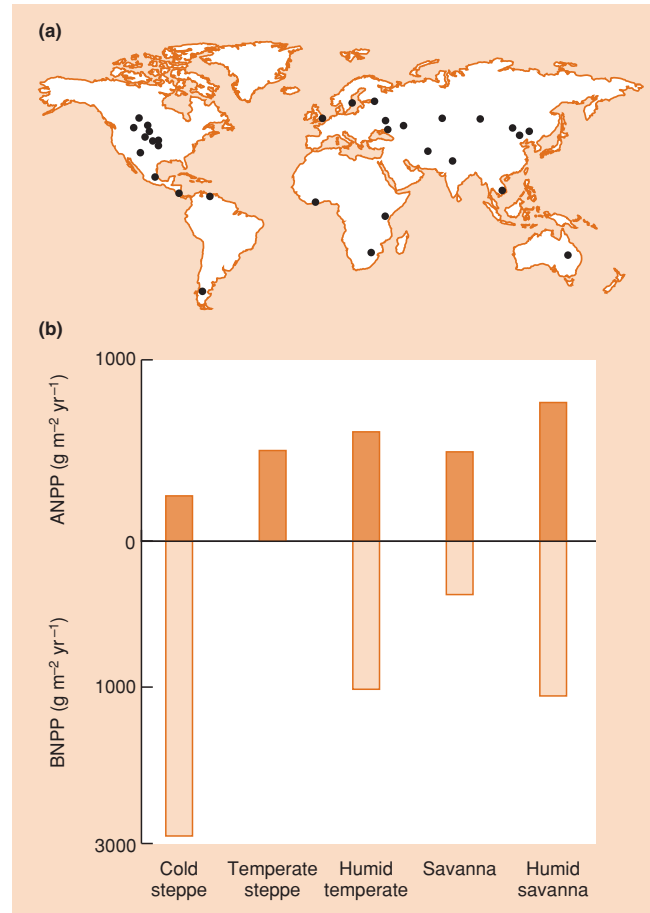 (a)
(b)
ANPP (g m⁻² yr⁻¹)
1000
0
BNPP (g m⁻² yr⁻¹)
1000
3000
Cold
steppe
Temperate
steppe
Humid
temperate
Savanna
Humid
savanna